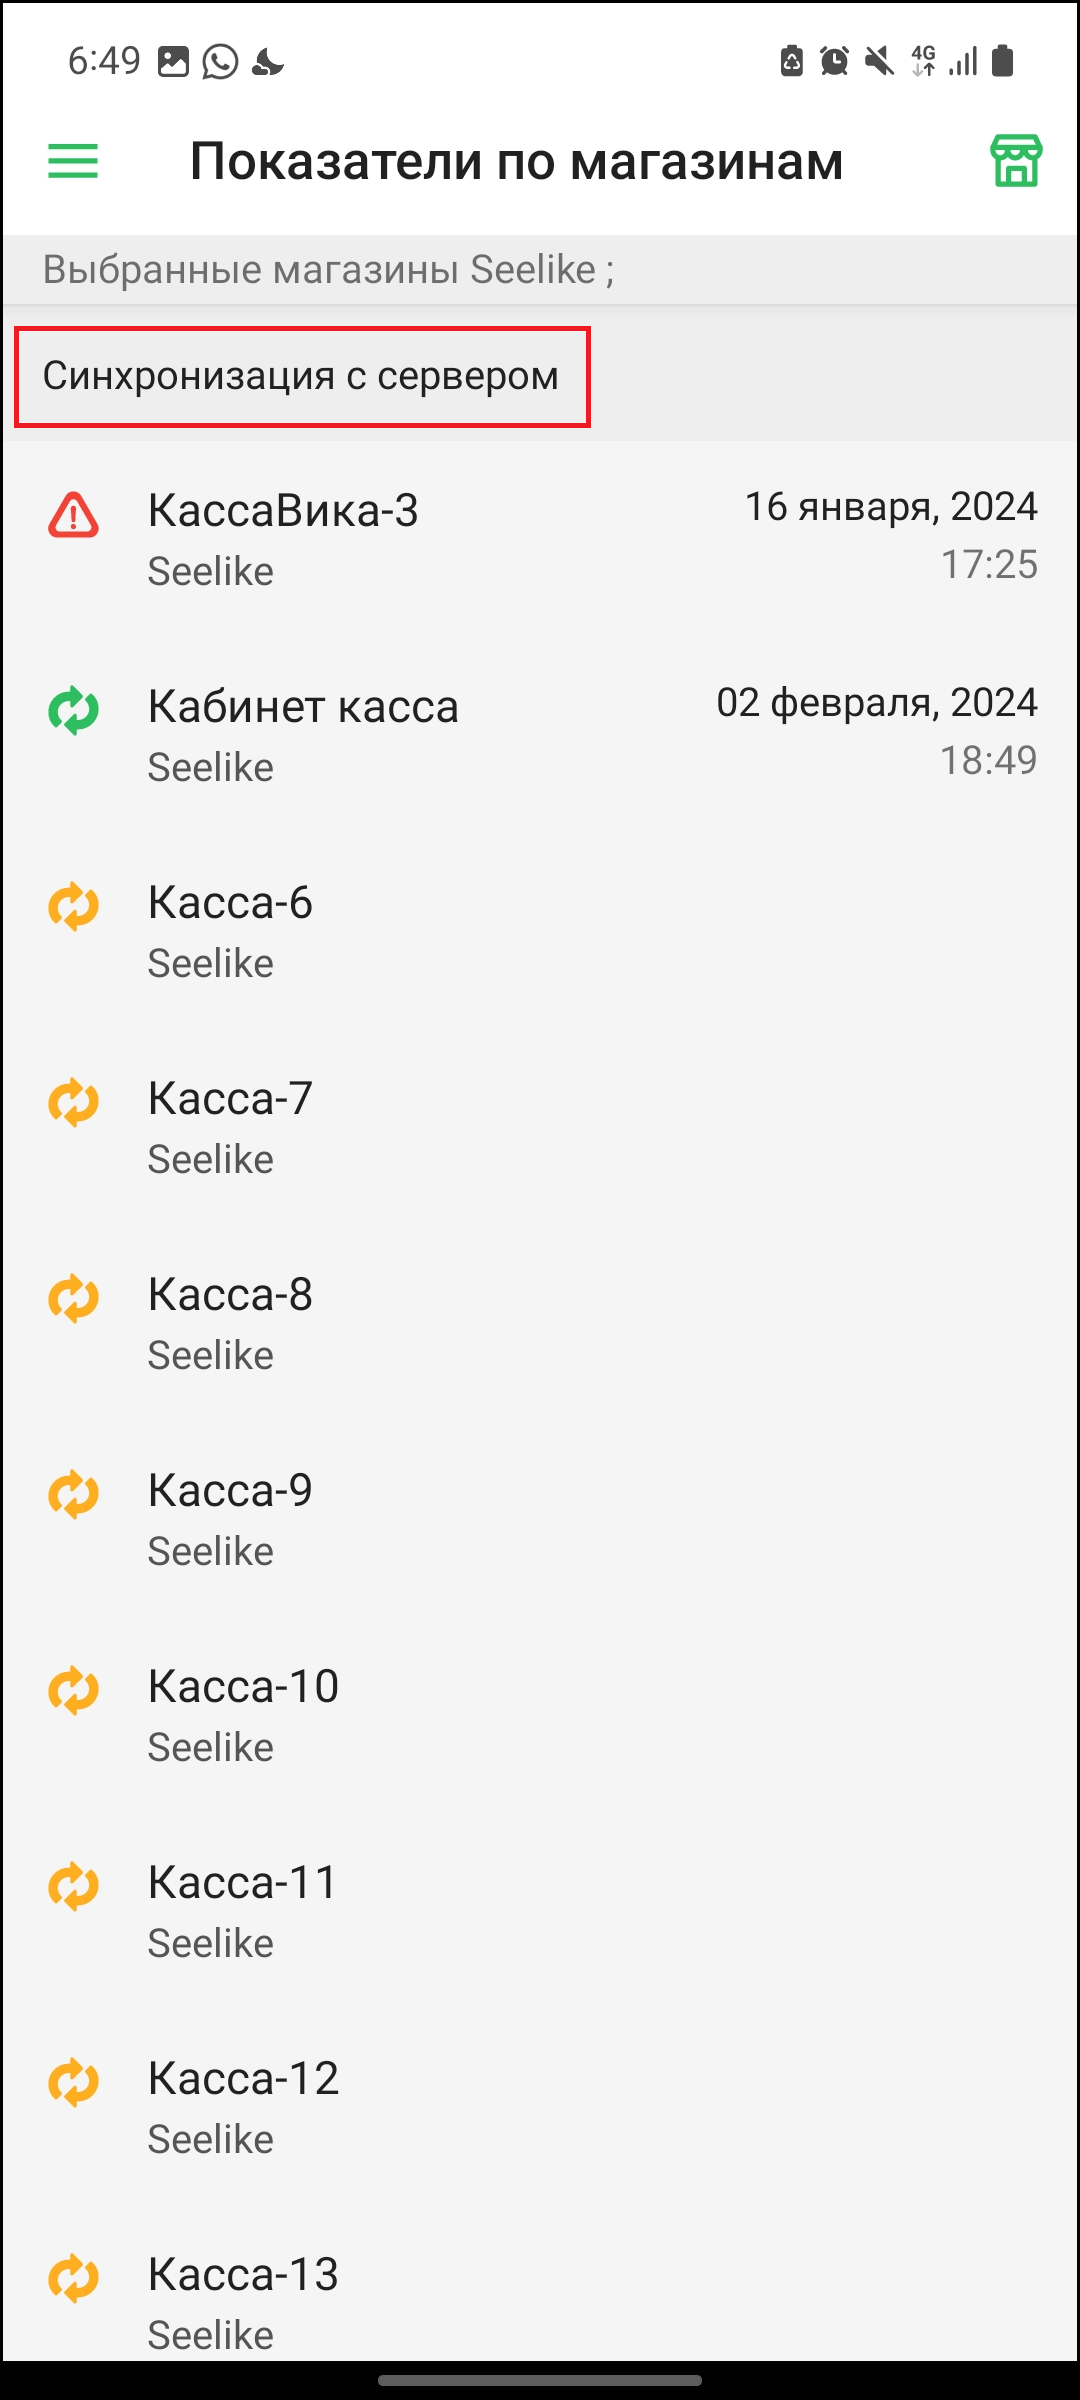 6:49
4G
Показатели по магазинам
Выбранные магазины Seelike ;
Синхронизация с сервером
КассаВика-3
16 января, 2024
Seelike
17:25
Кабинет касса
02 февраля, 2024
Seelike
18:49
Касса-6
Seelike
Касса-7
Seelike
Касса-8
Seelike
Касса-9
Seelike
Касса-10
Seelike
Касса-11
Seelike
Касса-12
Seelike
Касса-13
Seelike